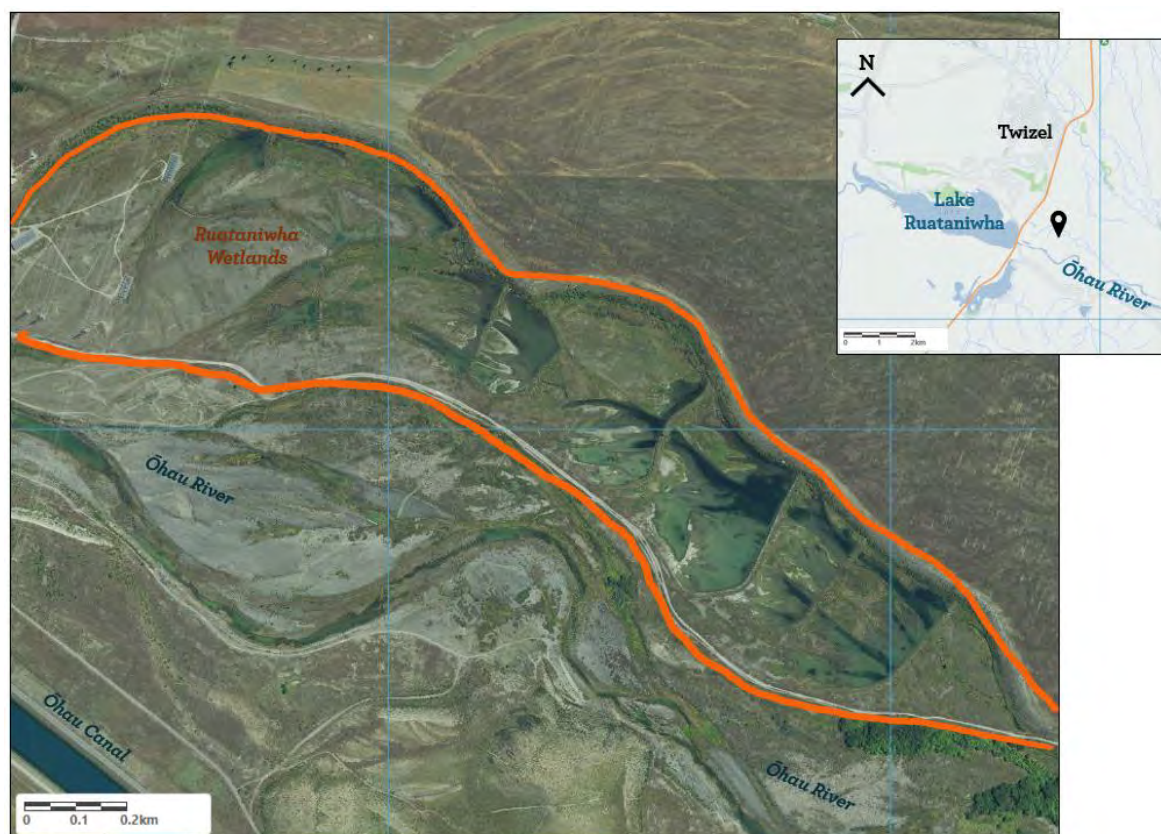 N
Twizel
Lake
Ruataniwha
Ōhau River
0 1 2km
Ruataniwha
Wetlands
Ōhau River
Ōhau Canal
Ōhau River
0 0.1 0.2km